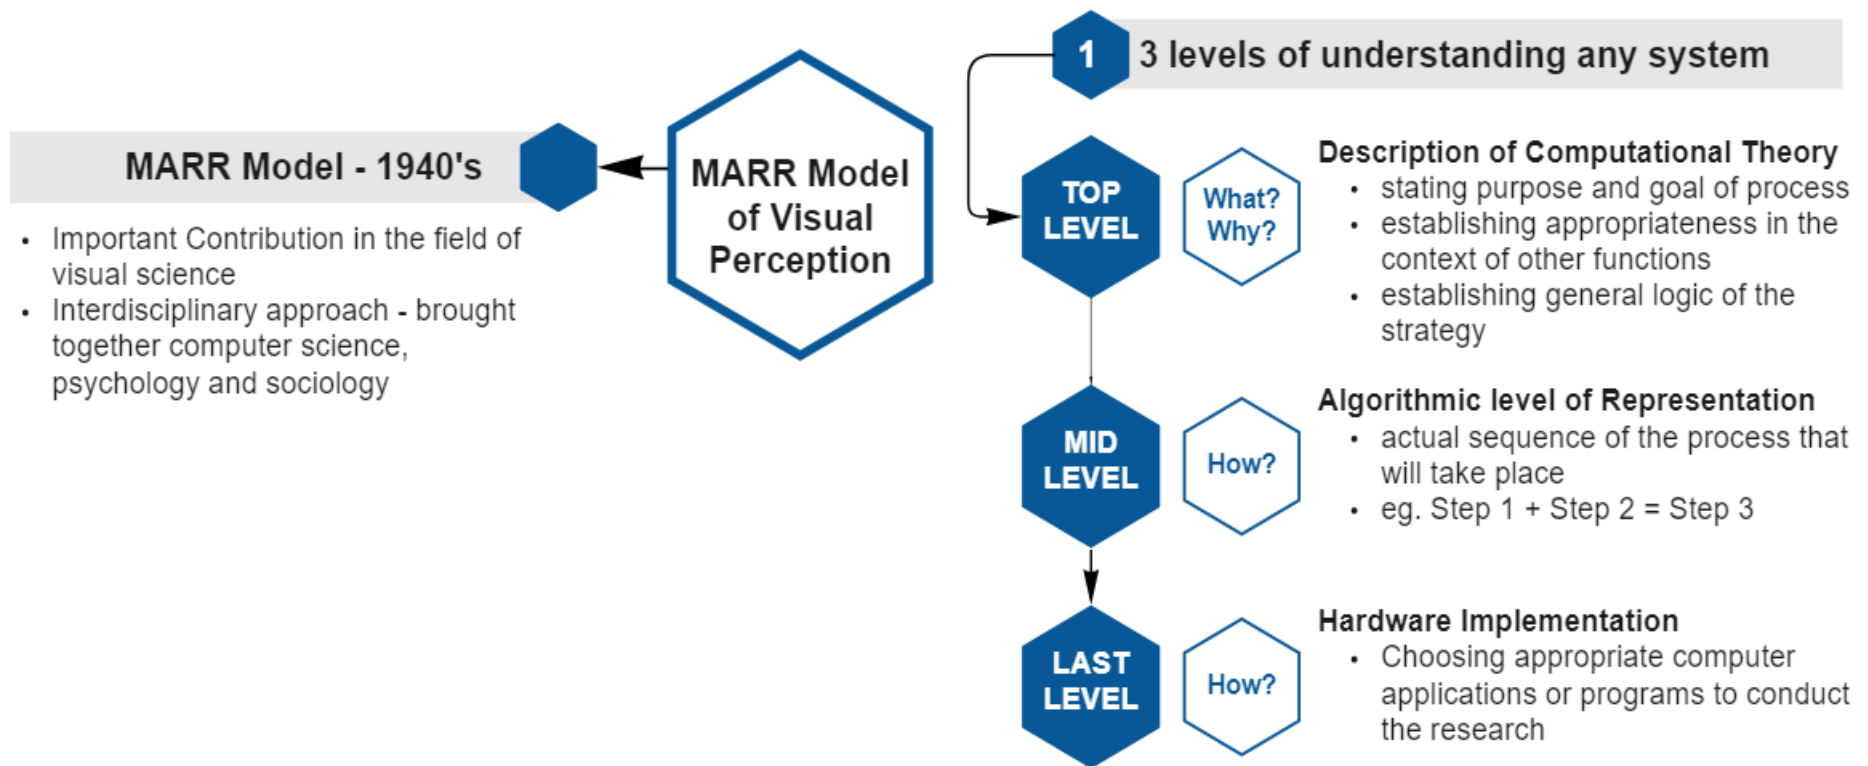 MARR Model - 1940's
• Important Contribution in the field of
visual science
• Interdisciplinary approach - brought
together computer science,
psychology and sociology
MARR Model
of Visual
Perception
1
3 levels of understanding any system
TOP
LEVEL
What?
Why?
Description of Computational Theory
• stating purpose and goal of process
• establishing appropriateness in the
context of other functions
• establishing general logic of the
strategy
MID
LEVEL
How?
Algorithmic level of Representation
• actual sequence of the process that
will take place
• eg. Step 1 + Step 2 = Step 3
LAST
LEVEL
How?
Hardware Implementation
• Choosing appropriate computer
applications or programs to conduct
the research